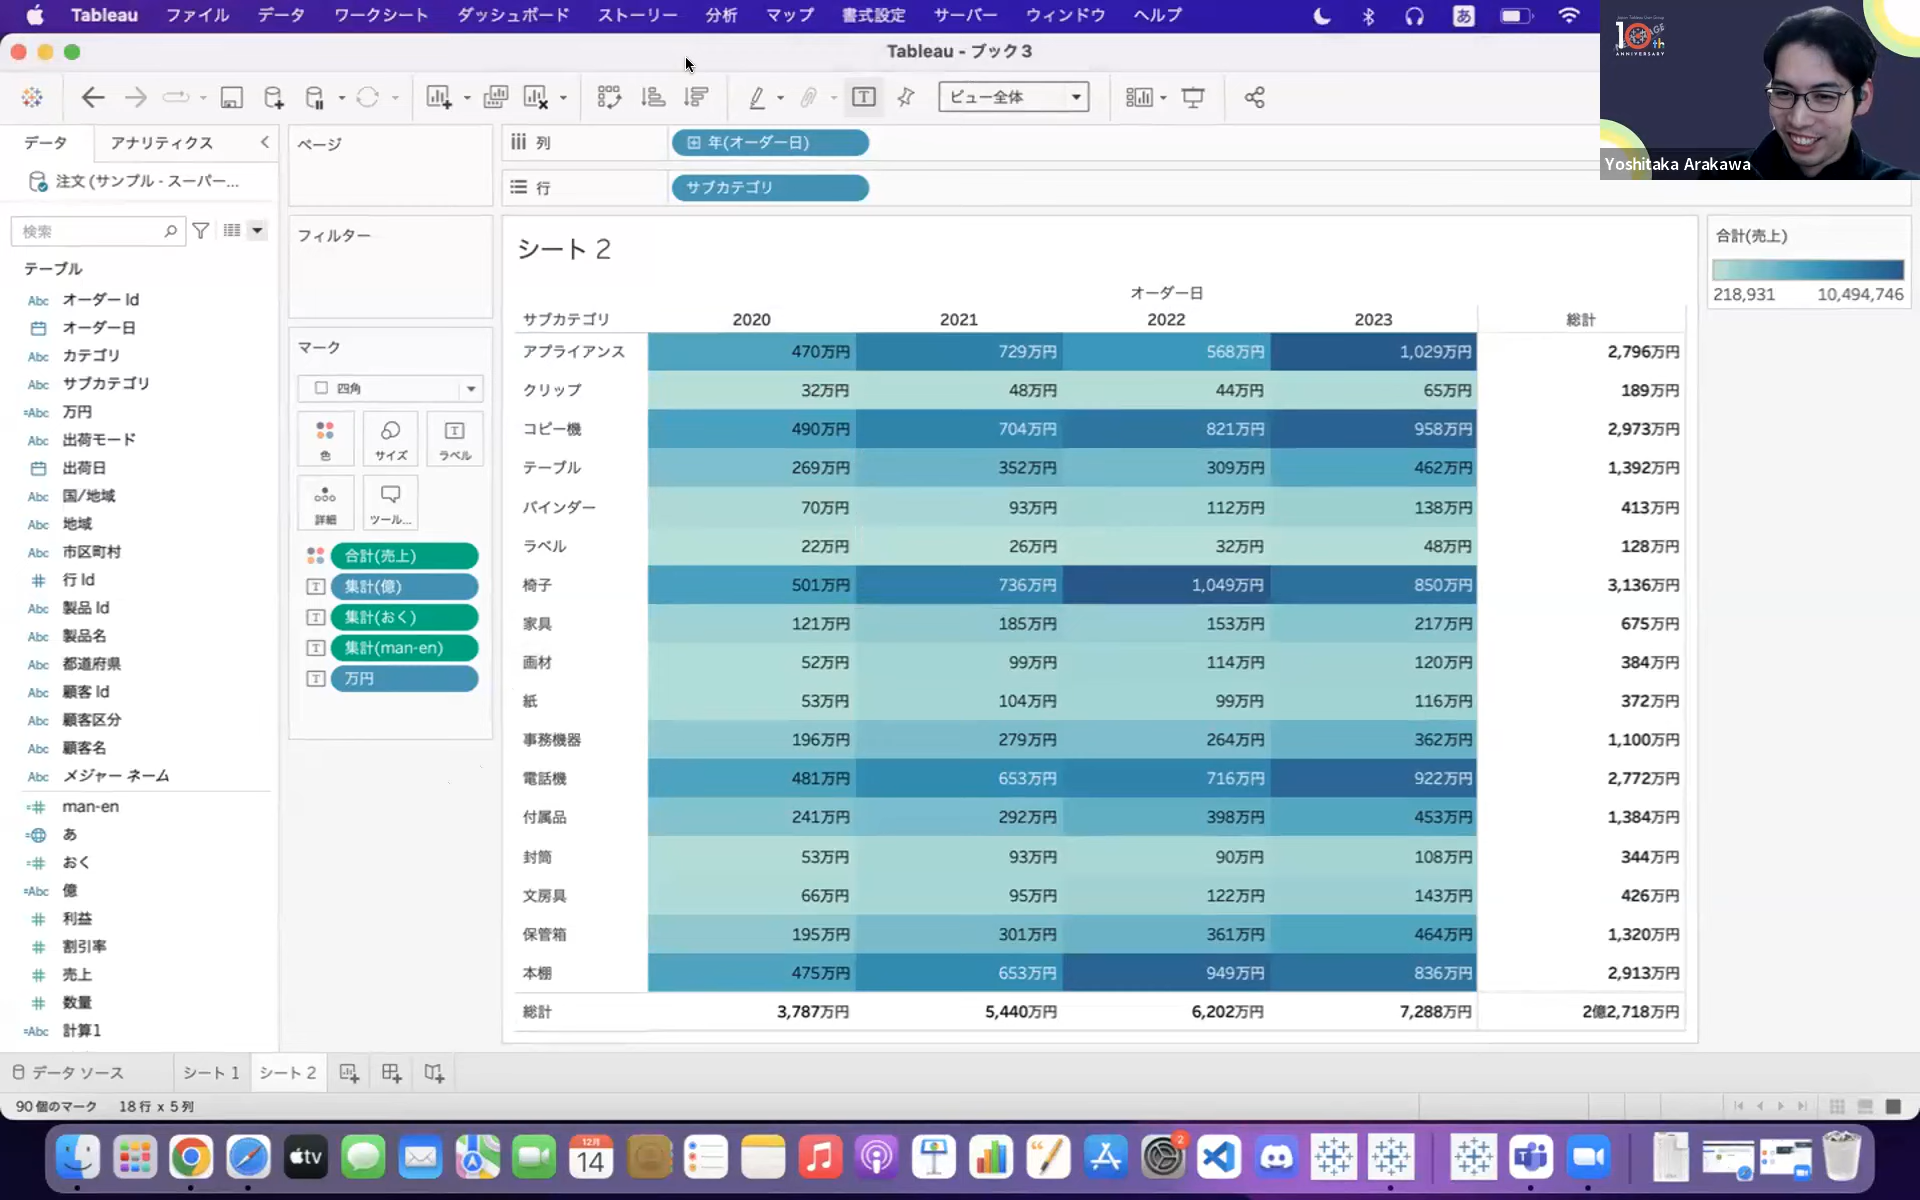 Tableau ファイル データ ワークシート ダッシュボード ストーリー 分析 マップ 書式設定 サーバー ウィンドウ ヘルプ あ
Tableau - ブック3
10th ANNIVERSARY
Yoshitaka Arakawa
ビュー全体
データ アナリティクス
注文 (サンプル - スーパー...
検索
テーブル
Abc オーダー Id
オーダー日
Abc カテゴリ
Abc サブカテゴリ
=Abc 万円
Abc 出荷モード
出荷日
Abc 国/地域
Abc 地域
Abc 市区町村
# 行 Id
Abc 製品 Id
Abc 製品名
Abc 都道府県
Abc 顧客 Id
Abc 顧客区分
Abc 顧客名
Abc メジャー ネーム
=# man-en
あ
=# おく
=Abc 億
# 利益
# 割引率
# 売上
# 数量
=Abc 計算1
ページ
フィルター
マーク
四角
色 サイズ ラベル
詳細 ツール...
合計(売上)
集計(億)
集計(おく)
集計(man-en)
万円
列 年(オーダー日)
行 サブカテゴリ
シート 2
オーダー日
サブカテゴリ 2020 2021 2022 2023 総計
アプライアンス 470万円 729万円 568万円 1,029万円 2,796万円
クリップ 32万円 48万円 44万円 65万円 189万円
コピー機 490万円 704万円 821万円 958万円 2,973万円
テーブル 269万円 352万円 309万円 462万円 1,392万円
バインダー 70万円 93万円 112万円 138万円 413万円
ラベル 22万円 26万円 32万円 48万円 128万円
椅子 501万円 736万円 1,049万円 850万円 3,136万円
家具 121万円 185万円 153万円 217万円 675万円
画材 52万円 99万円 114万円 120万円 384万円
紙 53万円 104万円 99万円 116万円 372万円
事務機器 196万円 279万円 264万円 362万円 1,100万円
電話機 481万円 653万円 716万円 922万円 2,772万円
付属品 241万円 292万円 398万円 453万円 1,384万円
封筒 53万円 93万円 90万円 108万円 344万円
文房具 66万円 95万円 122万円 143万円 426万円
保管箱 195万円 301万円 361万円 464万円 1,320万円
本棚 475万円 653万円 949万円 836万円 2,913万円
総計 3,787万円 5,440万円 6,202万円 7,288万円 2億2,718万円
合計(売上)
218,931 10,494,746
データ ソース シート 1 シート 2
90 個のマーク 18 行 x 5 列
tv
12月
14
2